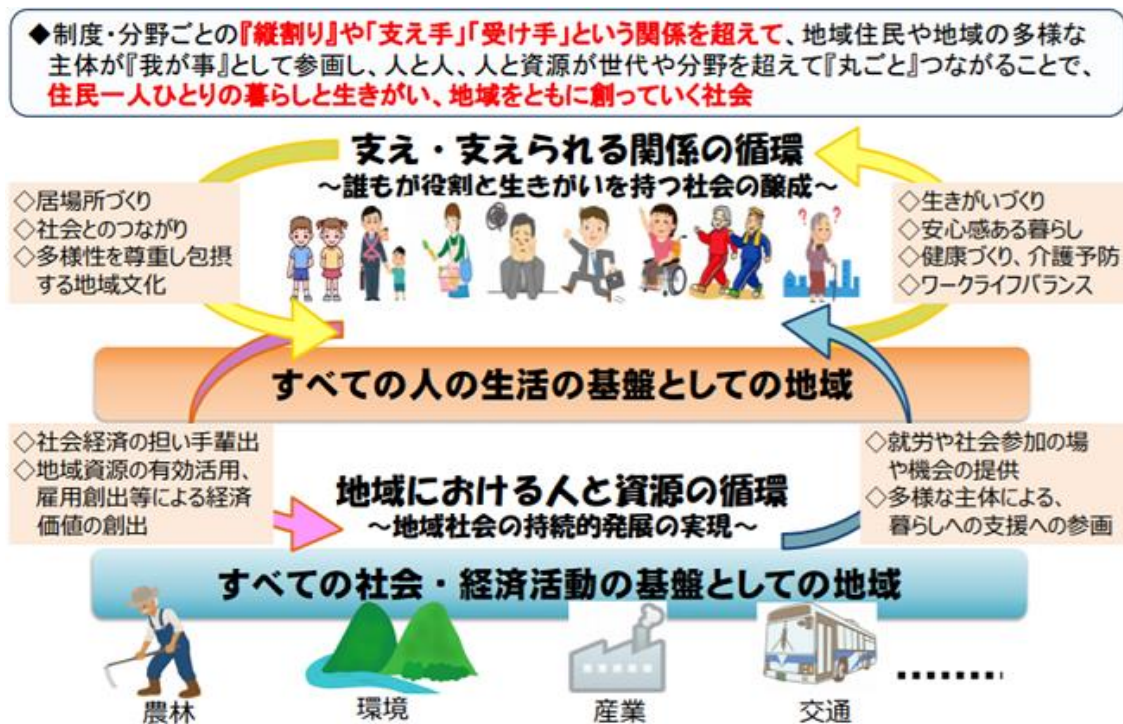 ◆制度・分野ごとの『縦割り』や「支え手」「受け手」という関係を超えて、地域住民や地域の多様な
主体が『我が事』として参画し、人と人、人と資源が世代や分野を超えて『丸ごと』つながることで、
住民一人ひとりの暮らしと生きがい、地域をともに創っていく社会
支え・支えられる関係の循環
～誰もが役割と生きがいを持つ社会の醸成～
◇居場所づくり
◇社会とのつながり
◇多様性を尊重し包摂
する地域文化
◇生きがいづくり
◇安心感ある暮らし
◇健康づくり、介護予防
◇ワークライフバランス
すべての人の生活の基盤としての地域
◇社会経済の担い手輩出
◇地域資源の有効活用、
雇用創出等による経済
価値の創出
地域における人と資源の循環
～地域社会の持続的発展の実現～
◇就労や社会参加の場
や機会の提供
◇多様な主体による、
暮らしへの支援への参画
すべての社会・経済活動の基盤としての地域
農林
環境
産業
交通